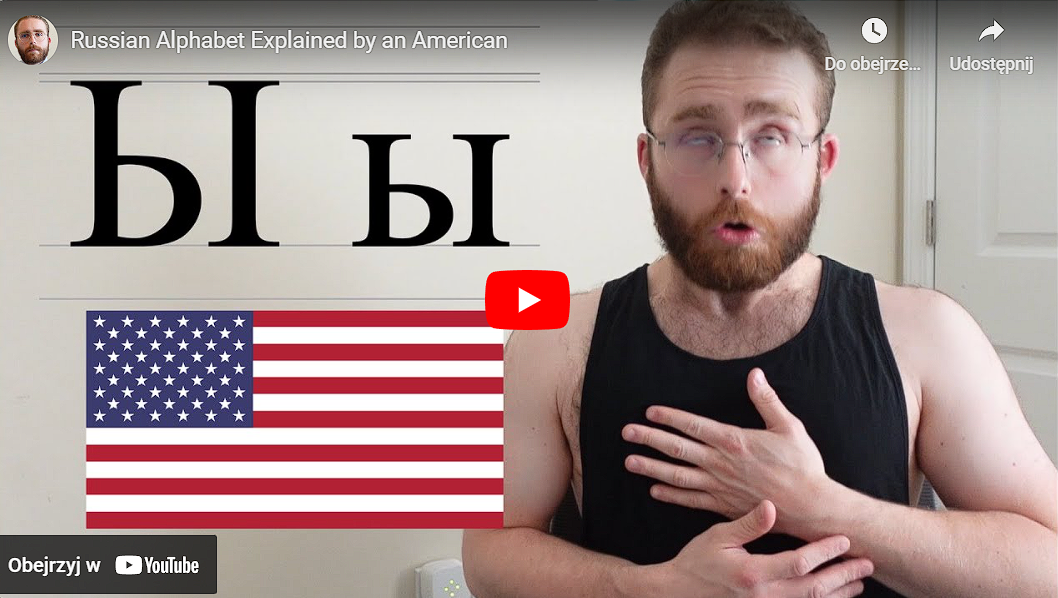 Russian Alphabet Explained by an American
Do obejrze...
Udostępnij
Ы ы
Obejrzyj w YouTube